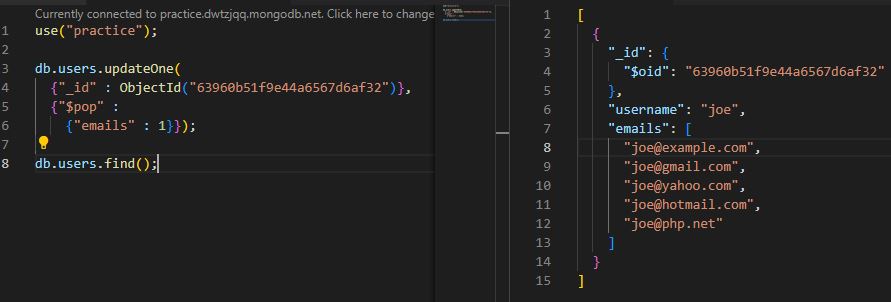 Currently connected to practice.dwtzjqq.mongodb.net. Click here to change
1 use("practice");
2
3 db.users.updateOne(
4 {"_id" : ObjectId("63960b51f9e44a6567d6af32")},
5 {"$pop" :
6 {"emails" : 1}});
7
8 db.users.find();
1 [
2 {
3 "_id": {
4 "$oid": "63960b51f9e44a6567d6af32"
5 },
6 "username": "joe",
7 "emails": [
8 "joe@example.com",
9 "joe@gmail.com",
10 "joe@yahoo.com",
11 "joe@hotmail.com",
12 "joe@php.net"
13 ]
14 }
15 ]